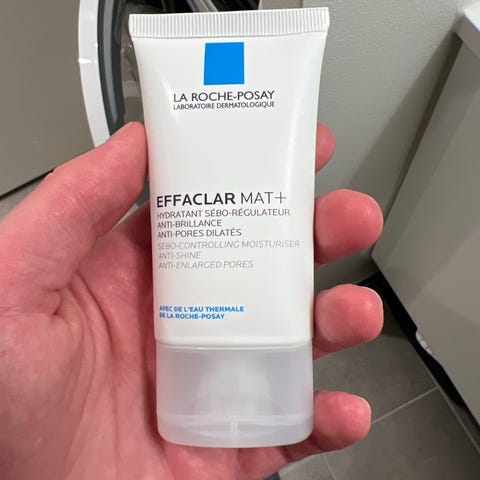 LA ROCHE-POSAY
LABORATOIRE DERMATOLOGIQUE
EFFACLAR MAT+
HYDRATANT SÉBO-RÉGULATEUR
ANTI-BRILLANCE
ANTI-PORES DILATÉS
SEBO-CONTROLLING MOISTURISER
ANTI-SHINE
ANTI-ENLARGED PORES
AVEC DE L'EAU THERMALE
DE LA ROCHE-POSAY